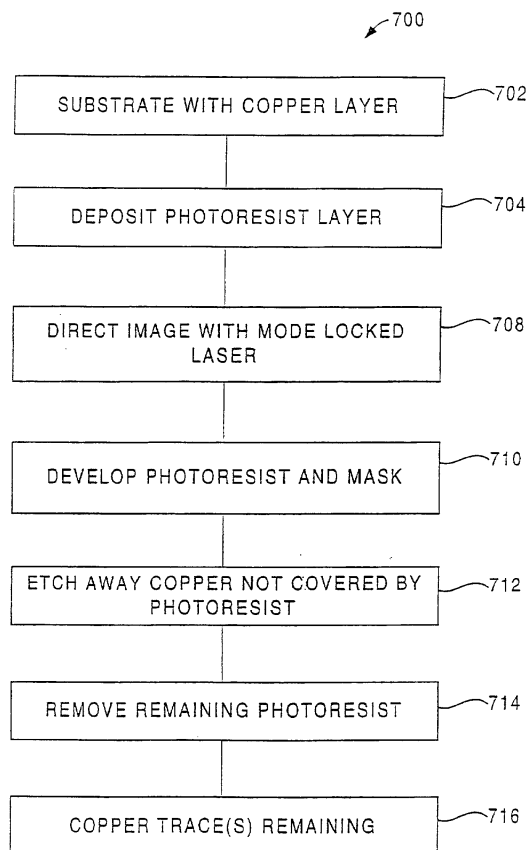 700
SUBSTRATE WITH COPPER LAYER
702
DEPOSIT PHOTORESIST LAYER
704
DIRECT IMAGE WITH MODE LOCKED
LASER
708
DEVELOP PHOTORESIST AND MASK
710
ETCH AWAY COPPER NOT COVERED BY
PHOTORESIST
712
REMOVE REMAINING PHOTORESIST
714
COPPER TRACE(S) REMAINING
716